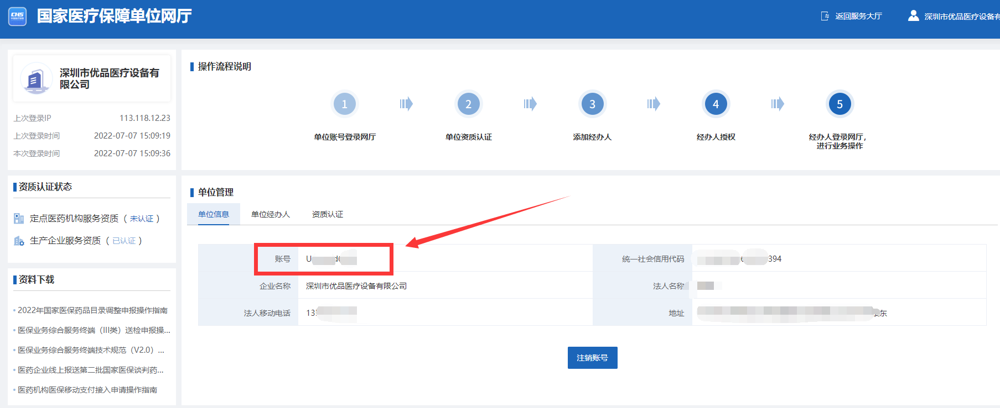 CHS
国家医疗保障单位网厅
返回服务大厅
深圳市优品医疗设备有
深圳市优品医疗设备有
限公司
上次登录IP 113.118.12.23
上次登录时间 2022-07-07 15:09:19
本次登录时间 2022-07-07 15:09:36
操作流程说明
1 2 3 4 5
单位账号登录网厅 单位资质认证 添加经办人 经办人授权 经办人登录网厅，
进行业务操作
资质认证状态
定点医药机构服务资质（ 未认证 ）
生产企业服务资质（ 已认证 ）
资料下载
2022年国家医保药品目录调整申报操作指南
医保业务综合服务终端（III类）送检申报操...
医保业务综合服务终端技术规范（V2.0）...
医药企业线上报送第二批国家医保谈判药...
医药机构医保移动支付接入申请操作指南
单位管理
单位信息 单位经办人 资质认证
账号 U 统一社会信用代码 394
企业名称 深圳市优品医疗设备有限公司 法人名称
法人移动电话 13 地址 东
注销账号